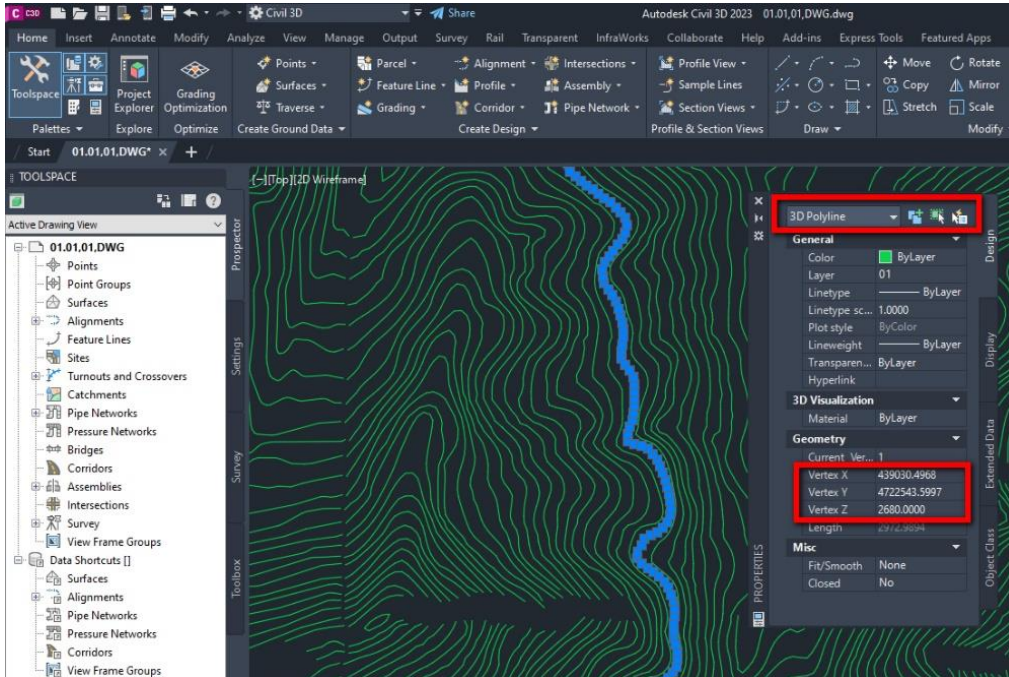 C C3D Civil 3D Share Autodesk Civil 3D 2023 01.01,01,DWG.dwg
Home Insert Annotate Modify Analyze View Manage Output Survey Rail Transparent InfraWorks Collaborate Help Add-ins Express Tools Featured Apps
Toolspace
Project Explorer
Grading Optimization
Points Parcel Alignment Intersections Profile View Move Rotate
Surfaces Feature Line Profile Assembly Sample Lines Copy Mirror
Traverse Grading Corridor Pipe Network Section Views Stretch Scale
Palettes Explore Optimize Create Ground Data Create Design Profile & Section Views Draw Modify
Start 01.01,01,DWG* × +
TOOLSPACE
Active Drawing View
01.01,01,DWG
Points
Point Groups
Surfaces
Alignments
Feature Lines
Sites
Turnouts and Crossovers
Catchments
Pipe Networks
Pressure Networks
Bridges
Corridors
Assemblies
Intersections
Survey
View Frame Groups
Data Shortcuts []
Surfaces
Alignments
Pipe Networks
Pressure Networks
Corridors
View Frame Groups
Prospector
Settings
Survey
Toolbox
[-][Top][2D Wireframe]
3D Polyline
General
Color ByLayer
Layer 01
Linetype ByLayer
Linetype sc... 1.0000
Plot style ByColor
Lineweight ByLayer
Transparen... ByLayer
Hyperlink
3D Visualization
Material ByLayer
Geometry
Current Ver... 1
Vertex X 439030.4968
Vertex Y 4722543.5997
Vertex Z 2680.0000
Length 2972.9894
Misc
Fit/Smooth None
Closed No
PROPERTIES
Design
Display
Extended Data
Object Class